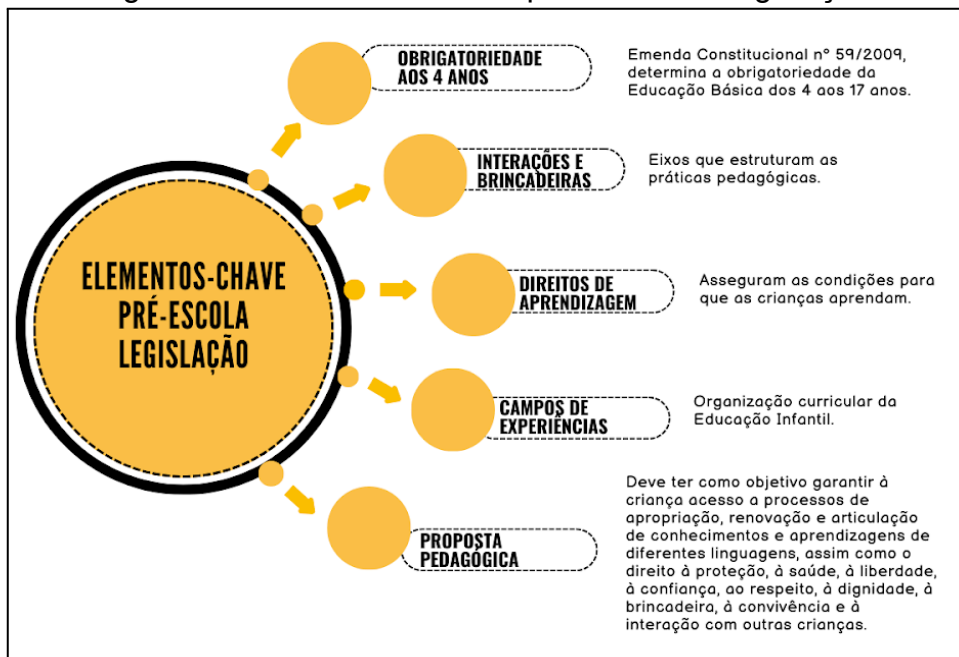 ELEMENTOS-CHAVE
PRÉ-ESCOLA
LEGISLAÇÃO
OBRIGATORIEDADE
AOS 4 ANOS
Emenda Constitucional nº 59/2009,
determina a obrigatoriedade da
Educação Básica dos 4 aos 17 anos.
INTERAÇÕES E
BRINCADEIRAS
Eixos que estruturam as
práticas pedagógicas.
DIREITOS DE
APRENDIZAGEM
Asseguram as condições para
que as crianças aprendam.
CAMPOS DE
EXPERIÊNCIAS
Organização curricular da
Educação Infantil.
PROPOSTA
PEDAGÓGICA
Deve ter como objetivo garantir à
criança acesso a processos de
apropriação, renovação e articulação
de conhecimentos e aprendizagens de
diferentes linguagens, assim como o
direito à proteção, à saúde, à liberdade,
à confiança, ao respeito, à dignidade, à
brincadeira, à convivência e à
interação com outras crianças.